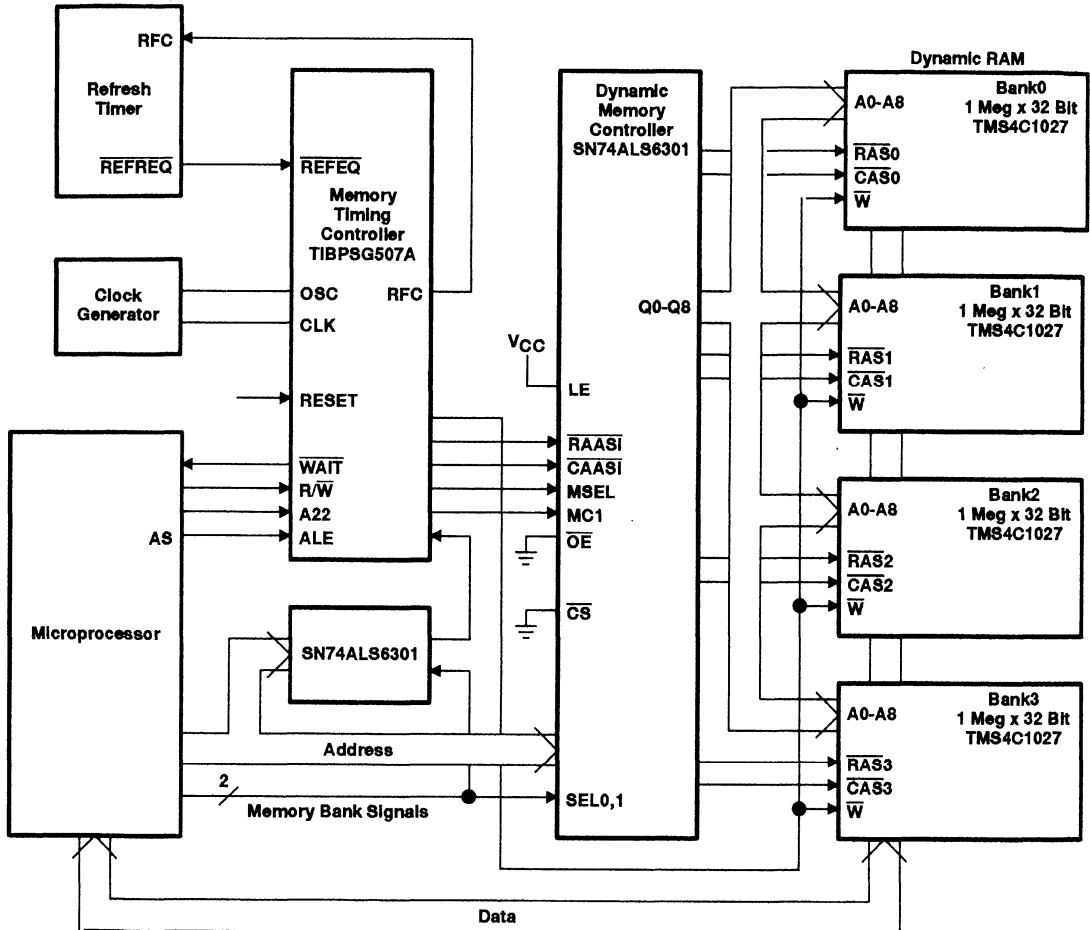 RFC
Refresh
Timer
REFREQ
Clock
Generator
REFEQ
Memory
Timing
Controller
TIBPSG507A
OSC
RFC
CLK
RESET
WAIT
R/W
A22
ALE
AS
Microprocessor
SN74ALS6301
Address
2
Memory Bank Signals
Dynamic
Memory
Controller
SN74ALS6301
Q0-Q8
VCC
LE
RAASI
CAASI
MSEL
MC1
OE
CS
SEL0,1
Dynamic RAM
Bank0
1 Meg x 32 Bit
TMS4C1027
A0-A8
RAS0
CAS0
W
Bank1
1 Meg x 32 Bit
TMS4C1027
A0-A8
RAS1
CAS1
W
Bank2
1 Meg x 32 Bit
TMS4C1027
A0-A8
RAS2
CAS2
W
Bank3
1 Meg x 32 Bit
TMS4C1027
A0-A8
RAS3
CAS3
W
Data